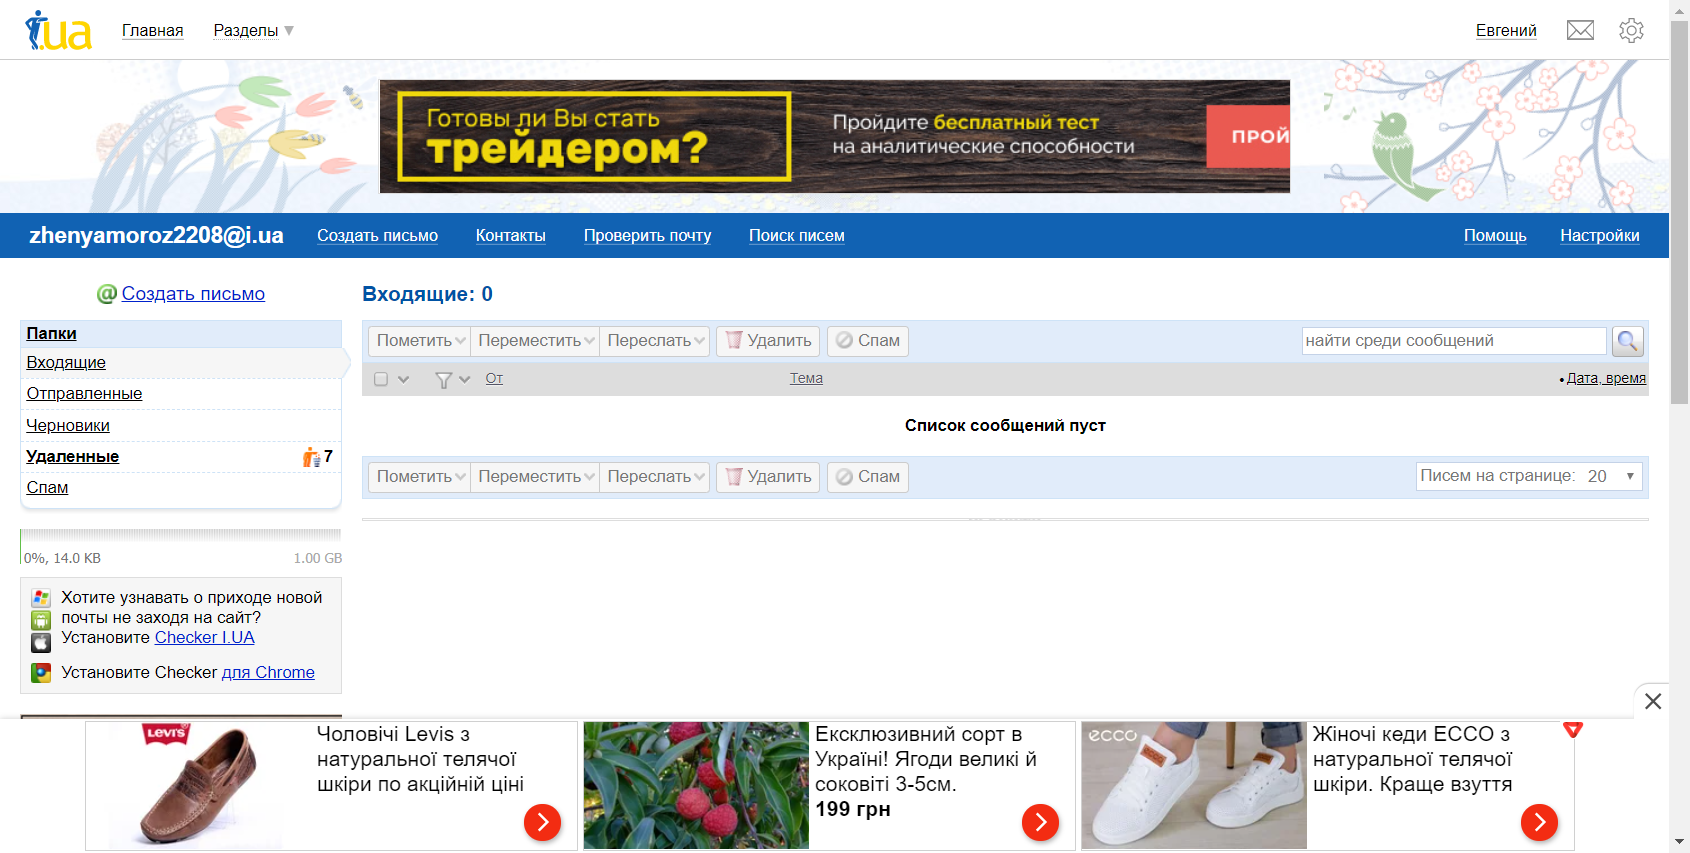 i.ua
Главная
Разделы
Евгений
Готовы ли Вы стать
трейдером?
Пройдите бесплатный тест
на аналитические способности
ПРОЙ
zhenyamoroz2208@i.ua
Создать письмо
Контакты
Проверить почту
Поиск писем
Помощь
Настройки
Создать письмо
Папки
Входящие
Отправленные
Черновики
Удаленные 7
Спам
0%, 14.0 KB 1.00 GB
Хотите узнавать о приходе новой
почты не заходя на сайт?
Установите Checker I.UA
Установите Checker для Chrome
Входящие: 0
Пометить Переместить Переслать Удалить Спам
найти среди сообщений
От Тема • Дата, время
Список сообщений пуст
Пометить Переместить Переслать Удалить Спам
Писем на странице: 20
LEVI'S
Чоловічі Levis з
натуральної телячої
шкіри по акційній ціні
Ексклюзивний сорт в
Україні! Ягоди великі й
соковіті 3-5см.
199 грн
ecco
Жіночі кеди ECCO з
натуральної телячої
шкіри. Краще взуття